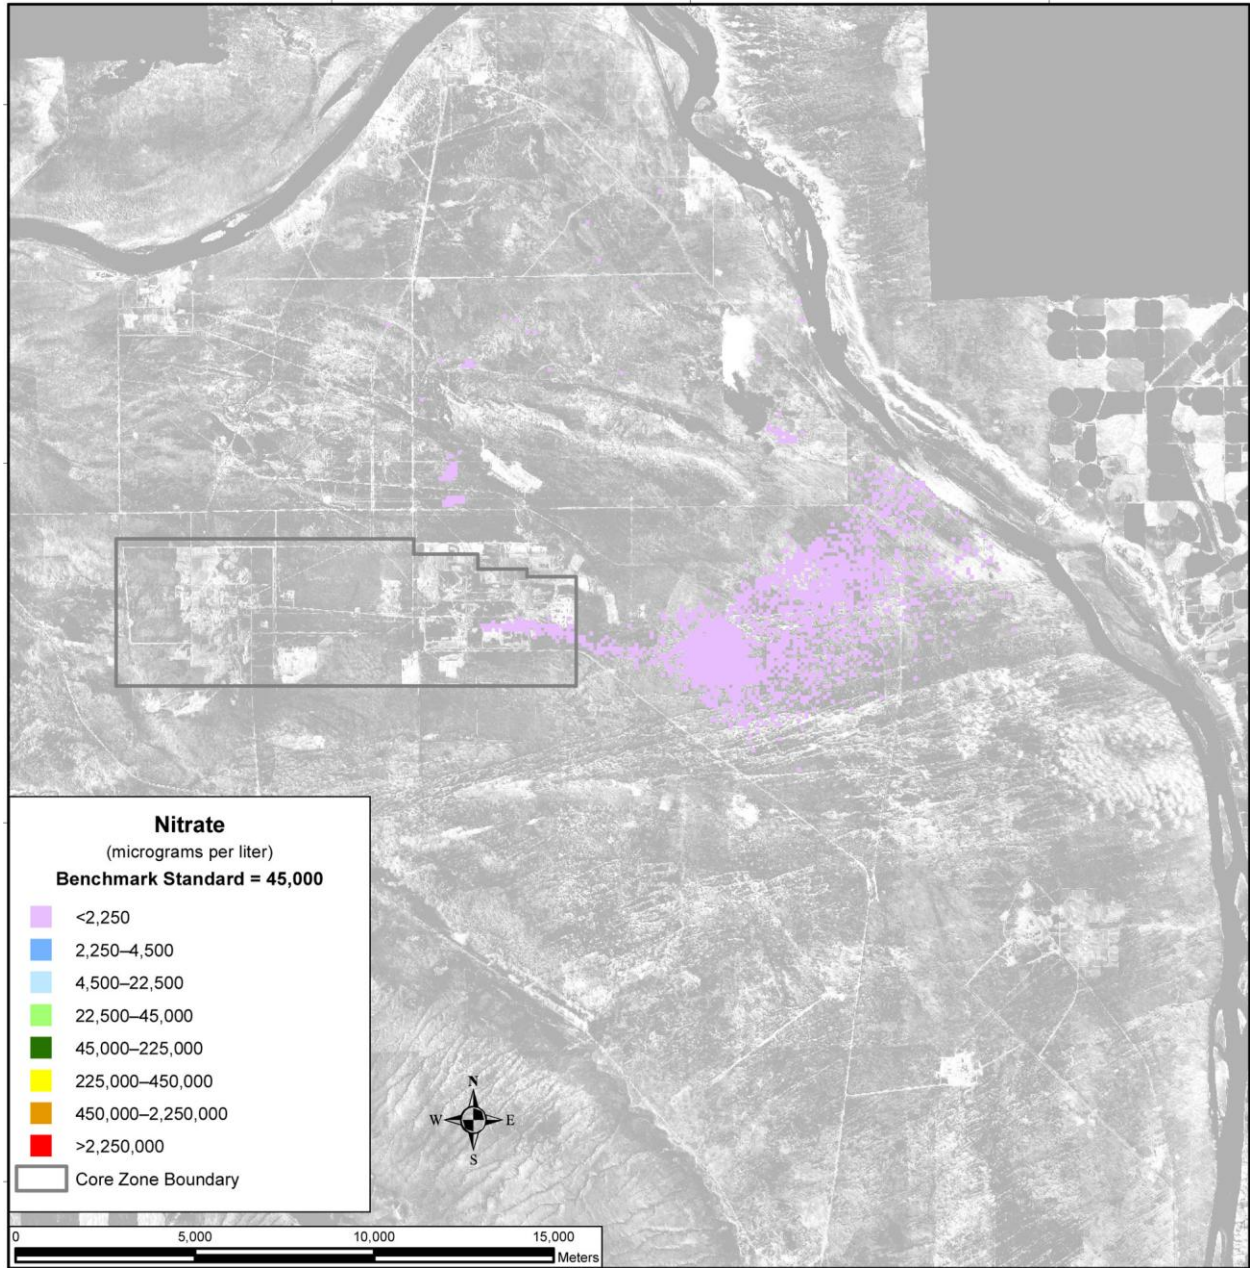 Nitrate
(micrograms per liter)
Benchmark Standard = 45,000
<2,250
2,250–4,500
4,500–22,500
22,500–45,000
45,000–225,000
225,000–450,000
450,000–2,250,000
>2,250,000
Core Zone Boundary
N
W E
S
0 5,000 10,000 15,000
Meters